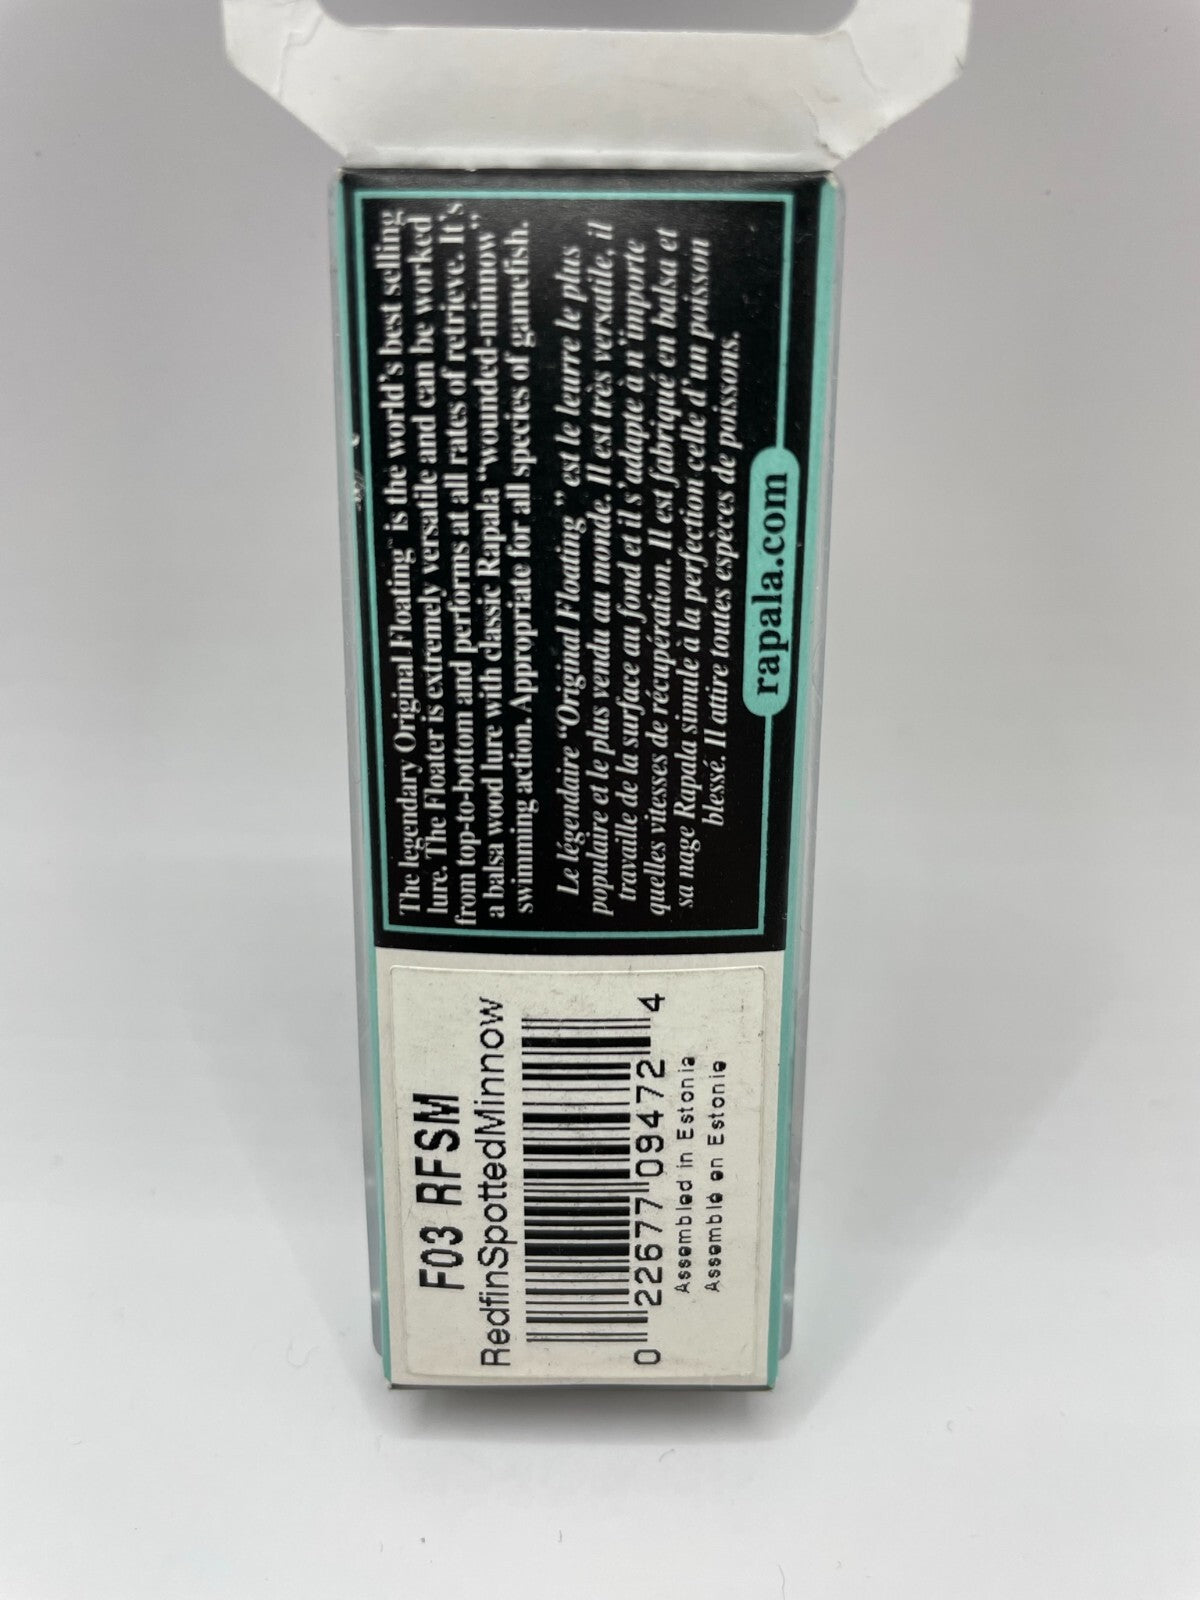 The legendary Original Floating™ is the world's best selling
lure. The Floater is extremely versatile and can be worked
from top-to-bottom and performs at all rates of retrieve. It's
a balsa wood lure with classic Rapala “wounded-minnow”
swimming action. Appropriate for all species of gamefish.
Le légendaire “Original Floating” est le leurre le plus
populaire et le plus vendu au monde. Il est très versatile, il
travaille de la surface au fond et il s'adapte à n'importe
quelles vitesses de récupération. Il est fabriqué en balsa et
sa nage Rapala simule à la perfection celle d'un poisson
blessé. Il attire toutes espèces de poissons.
rapala.com
F03 RFSM
RedfinSpottedMinnow
0 22677 09472 4
Assembled in Estonia
Assemblé en Estonie